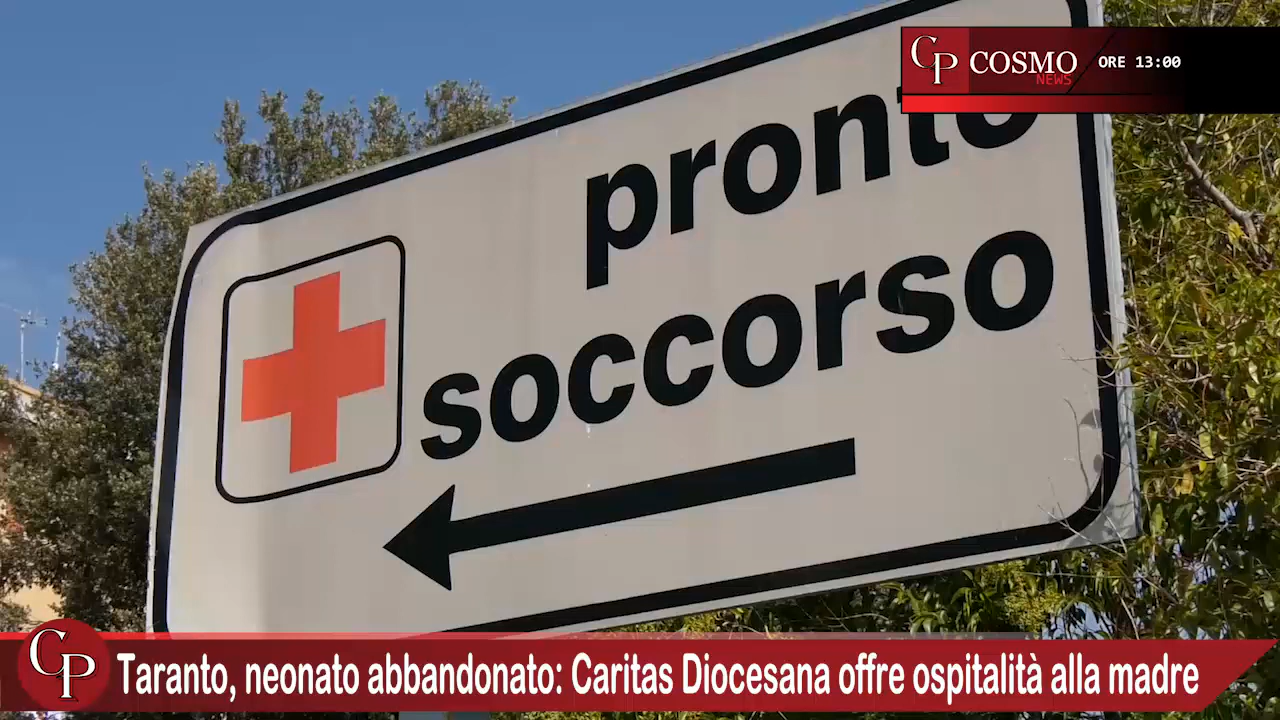 CP COSMO
NEWS
ORE 13:00
pronto
soccorso
CP
Taranto, neonato abbandonato: Caritas Diocesana offre ospitalità alla madre